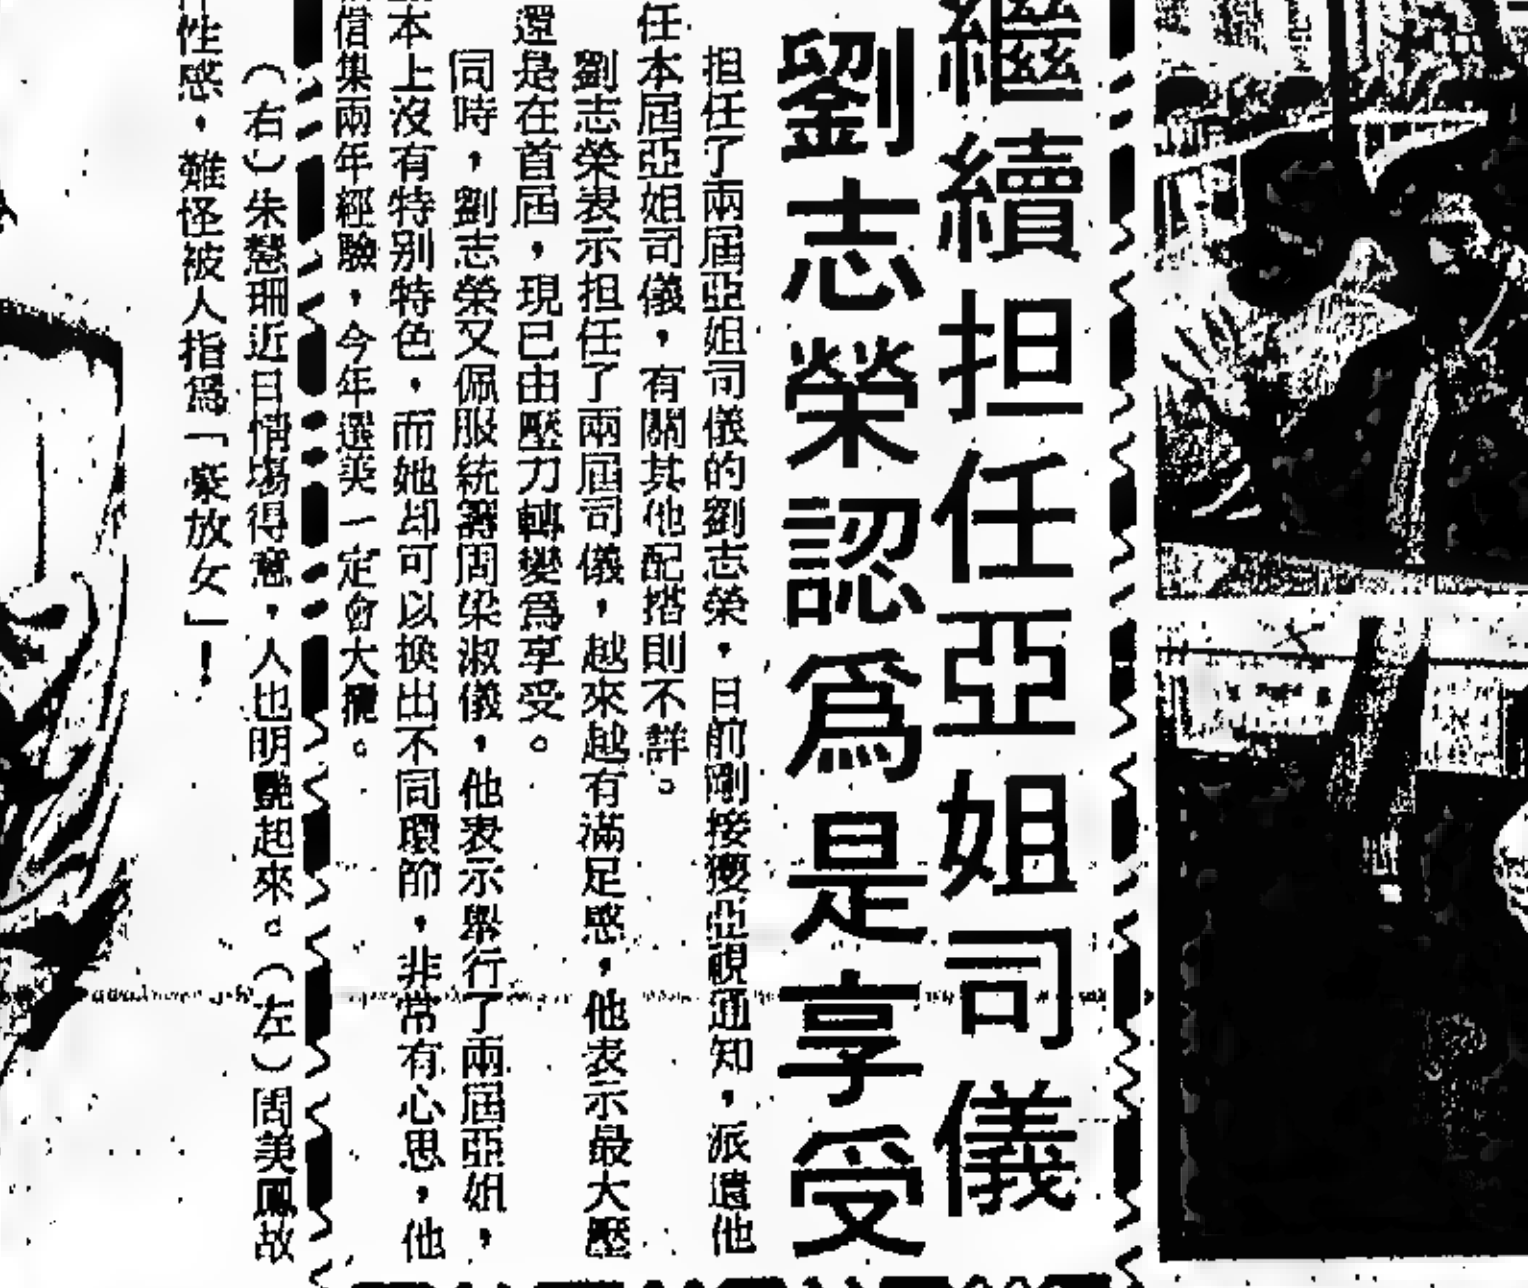 繼續担任亞姐司儀
劉志榮認爲是享受
担任了兩屆亞姐司儀的劉志榮，日前剛接獲亞視通知，派遣他
任本屆亞姐司儀，有關其他配搭則不詳。
劉志榮表示担任了兩屆司儀，越來越有滿足感，他表示最大壓
還是在首屆，現已由壓力轉變爲享受。
同時，劉志榮又佩服統籌周梁淑儀，他表示舉行了兩屆亞姐，
本上沒有特别特色，而她却可以換出不同環節，非常有心思，他
信集兩年經驗，今年選美一定會大攪。
（右）朱慧珊近日情塲得意，人也明艷起來。（左）周美鳳故
性感，難怪被人指爲「豪放女」！